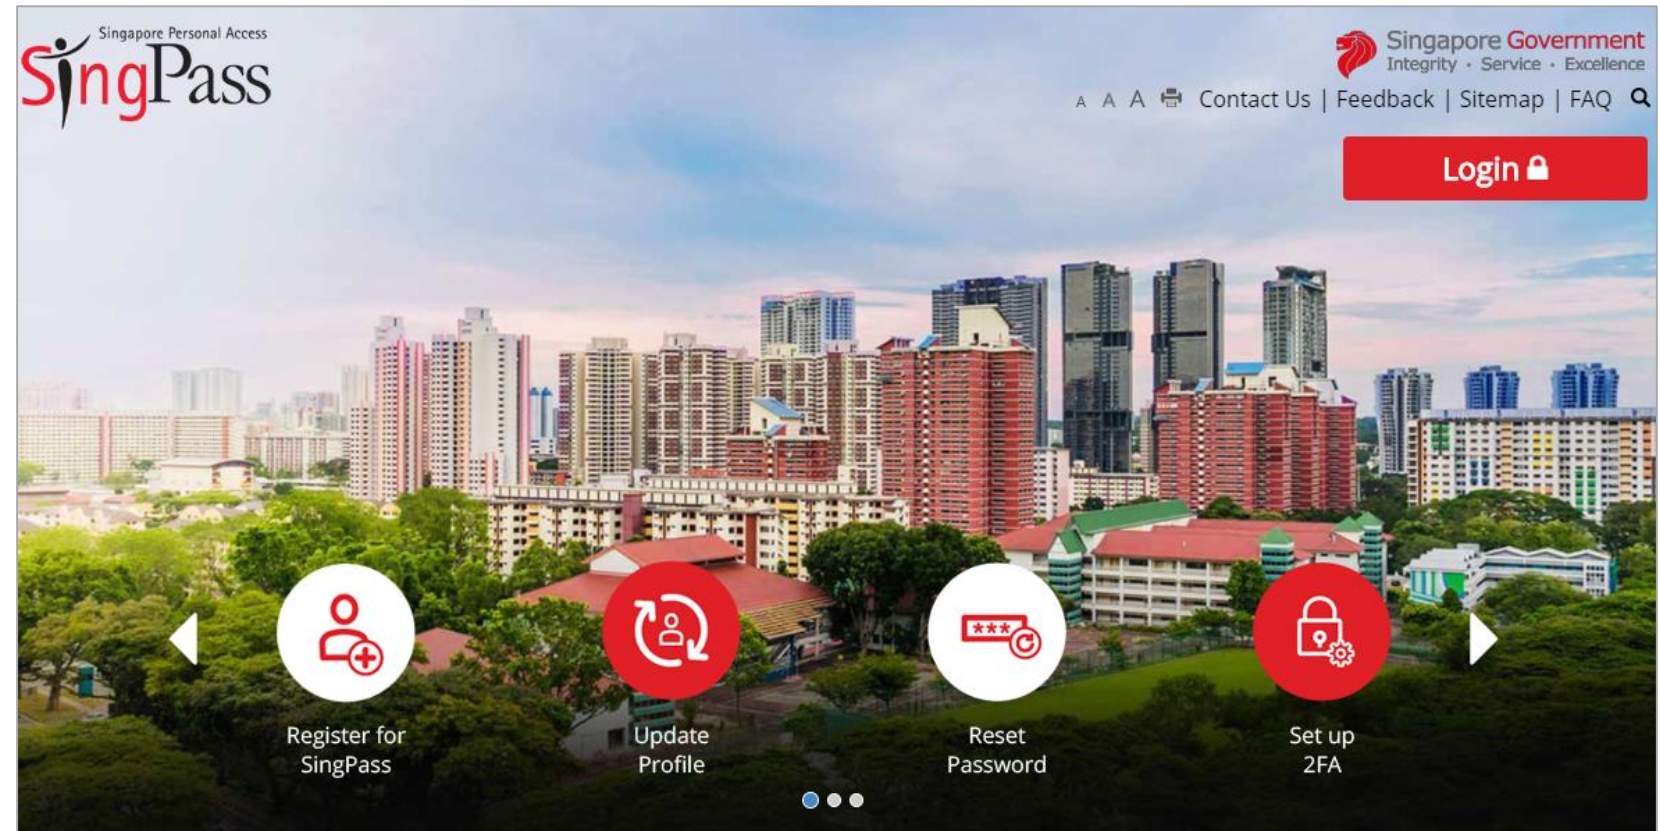 Singapore Personal Access
SingPass
Singapore Government
Integrity · Service · Excellence
A A A Contact Us | Feedback | Sitemap | FAQ
Login
***
Register for
SingPass
Update
Profile
Reset
Password
Set up
2FA